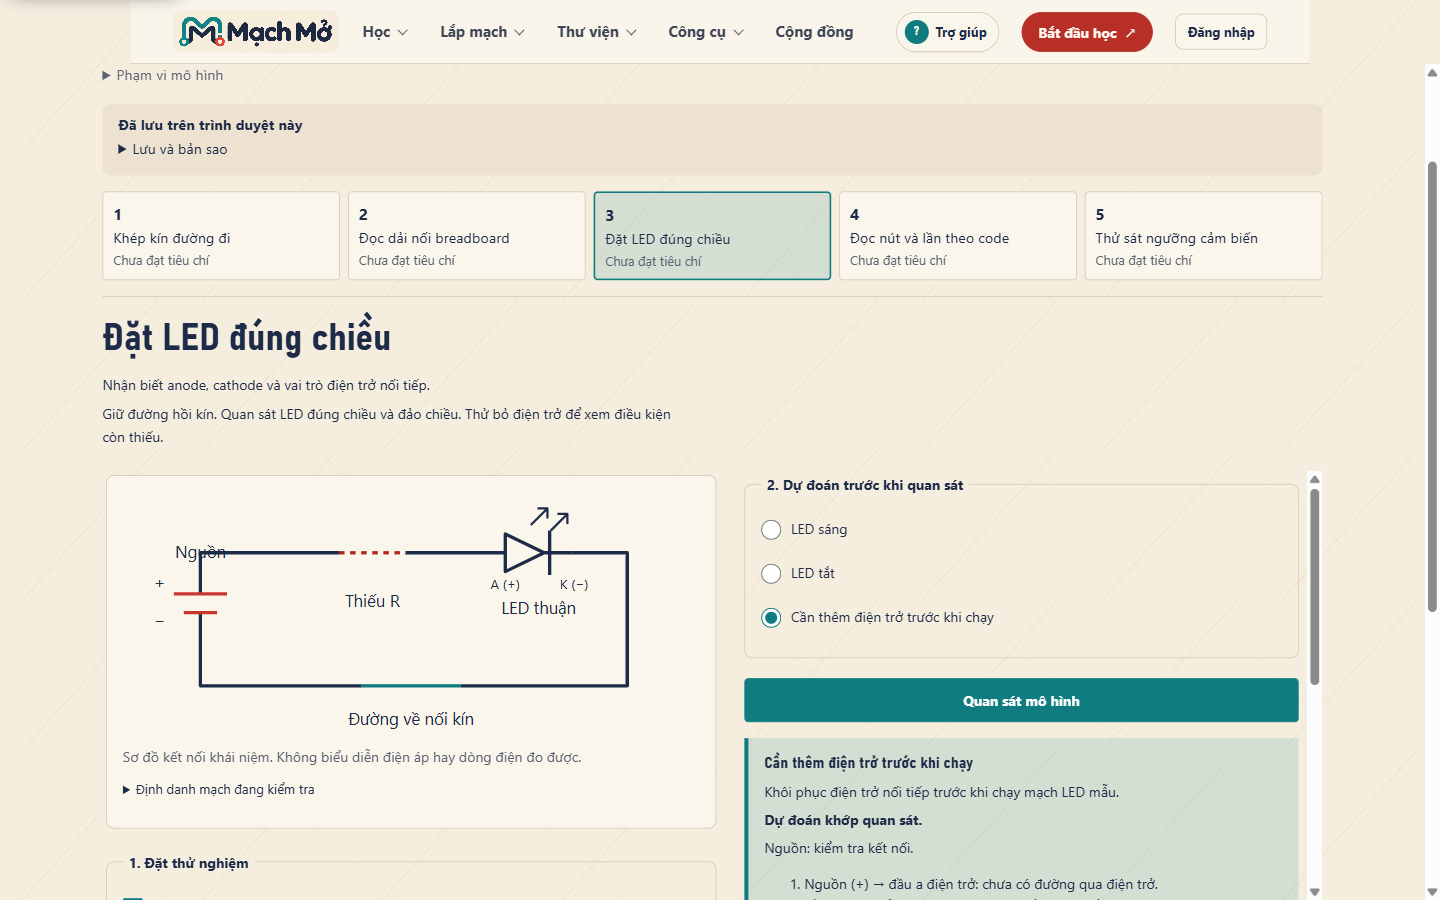 Mạch Mở
Học
Lắp mạch
Thư viện
Công cụ
Cộng đồng
? Trợ giúp
Bắt đầu học ↗
Đăng nhập
▶ Phạm vi mô hình
Đã lưu trên trình duyệt này
▶ Lưu và bản sao
1
Khép kín đường đi
Chưa đạt tiêu chí
2
Đọc dải nối breadboard
Chưa đạt tiêu chí
3
Đặt LED đúng chiều
Chưa đạt tiêu chí
4
Đọc nút và lần theo code
Chưa đạt tiêu chí
5
Thử sát ngưỡng cảm biến
Chưa đạt tiêu chí
Đặt LED đúng chiều
Nhận biết anode, cathode và vai trò điện trở nối tiếp.
Giữ đường hồi kín. Quan sát LED đúng chiều và đảo chiều. Thử bỏ điện trở để xem điều kiện
còn thiếu.
Nguồn
+
−
Thiếu R
A (+)
K (−)
LED thuận
Đường về nối kín
Sơ đồ kết nối khái niệm. Không biểu diễn điện áp hay dòng điện đo được.
▶ Định danh mạch đang kiểm tra
1. Đặt thử nghiệm
2. Dự đoán trước khi quan sát
LED sáng
LED tắt
Cần thêm điện trở trước khi chạy
Quan sát mô hình
Cần thêm điện trở trước khi chạy
Khôi phục điện trở nối tiếp trước khi chạy mạch LED mẫu.
Dự đoán khớp quan sát.
Nguồn: kiểm tra kết nối.
1. Nguồn (+) → đầu a điện trở: chưa có đường qua điện trở.